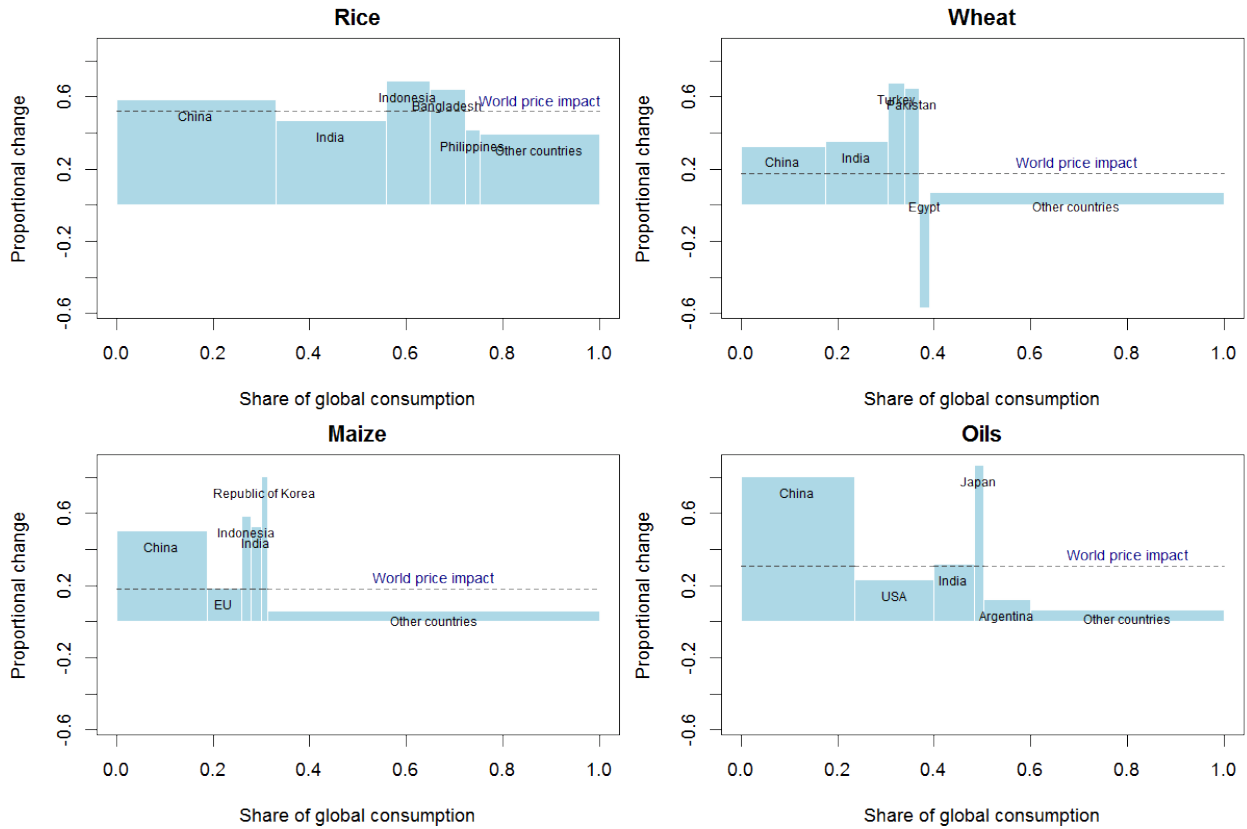 Rice
Proportional change
0.6
0.2
-0.2
-0.6
China
India
Indonesia
Bangladesh
Philippines
Other countries
World price impact
0.0 0.2 0.4 0.6 0.8 1.0
Share of global consumption
Wheat
Proportional change
0.6
0.2
-0.2
-0.6
China
India
Turkey
Pakistan
Egypt
Other countries
World price impact
0.0 0.2 0.4 0.6 0.8 1.0
Share of global consumption
Maize
Proportional change
0.6
0.2
-0.2
-0.6
China
EU
Indonesia
India
Republic of Korea
Other countries
World price impact
0.0 0.2 0.4 0.6 0.8 1.0
Share of global consumption
Oils
Proportional change
0.6
0.2
-0.2
-0.6
China
USA
India
Japan
Argentina
Other countries
World price impact
0.0 0.2 0.4 0.6 0.8 1.0
Share of global consumption